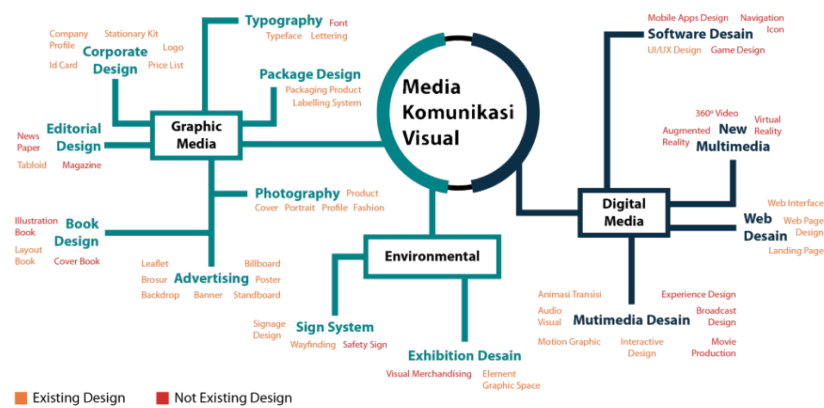 Media
Komunikasi
Visual
Graphic
Media
Typography
Font
Typeface
Lettering
Package Design
Packaging Product
Labelling System
Company
Profile
Stationary Kit
Logo
Corporate
Design
Id Card
Price List
News
Paper
Editorial
Design
Tabloid
Magazine
Illustration
Book
Book
Design
Layout
Book
Cover Book
Photography
Product
Cover
Portrait
Profile
Fashion
Leaflet
Billboard
Brosur
Advertising
Poster
Backdrop
Banner
Standboard
Environmental
Signage
Design
Sign System
Wayfinding
Safety Sign
Exhibition Desain
Visual Merchandising
Element
Graphic Space
Digital
Media
Mobile Apps Design
Navigation
Icon
Software Desain
UI/UX Design
Game Design
360º Video
Virtual
Reality
Augmented
Reality
New
Multimedia
Web Interface
Web
Desain
Web Page
Design
Landing Page
Animasi Transisi
Experience Design
Audio
Visual
Mutimedia Desain
Broadcast
Design
Motion Graphic
Interactive
Design
Movie
Production
Existing Design
Not Existing Design